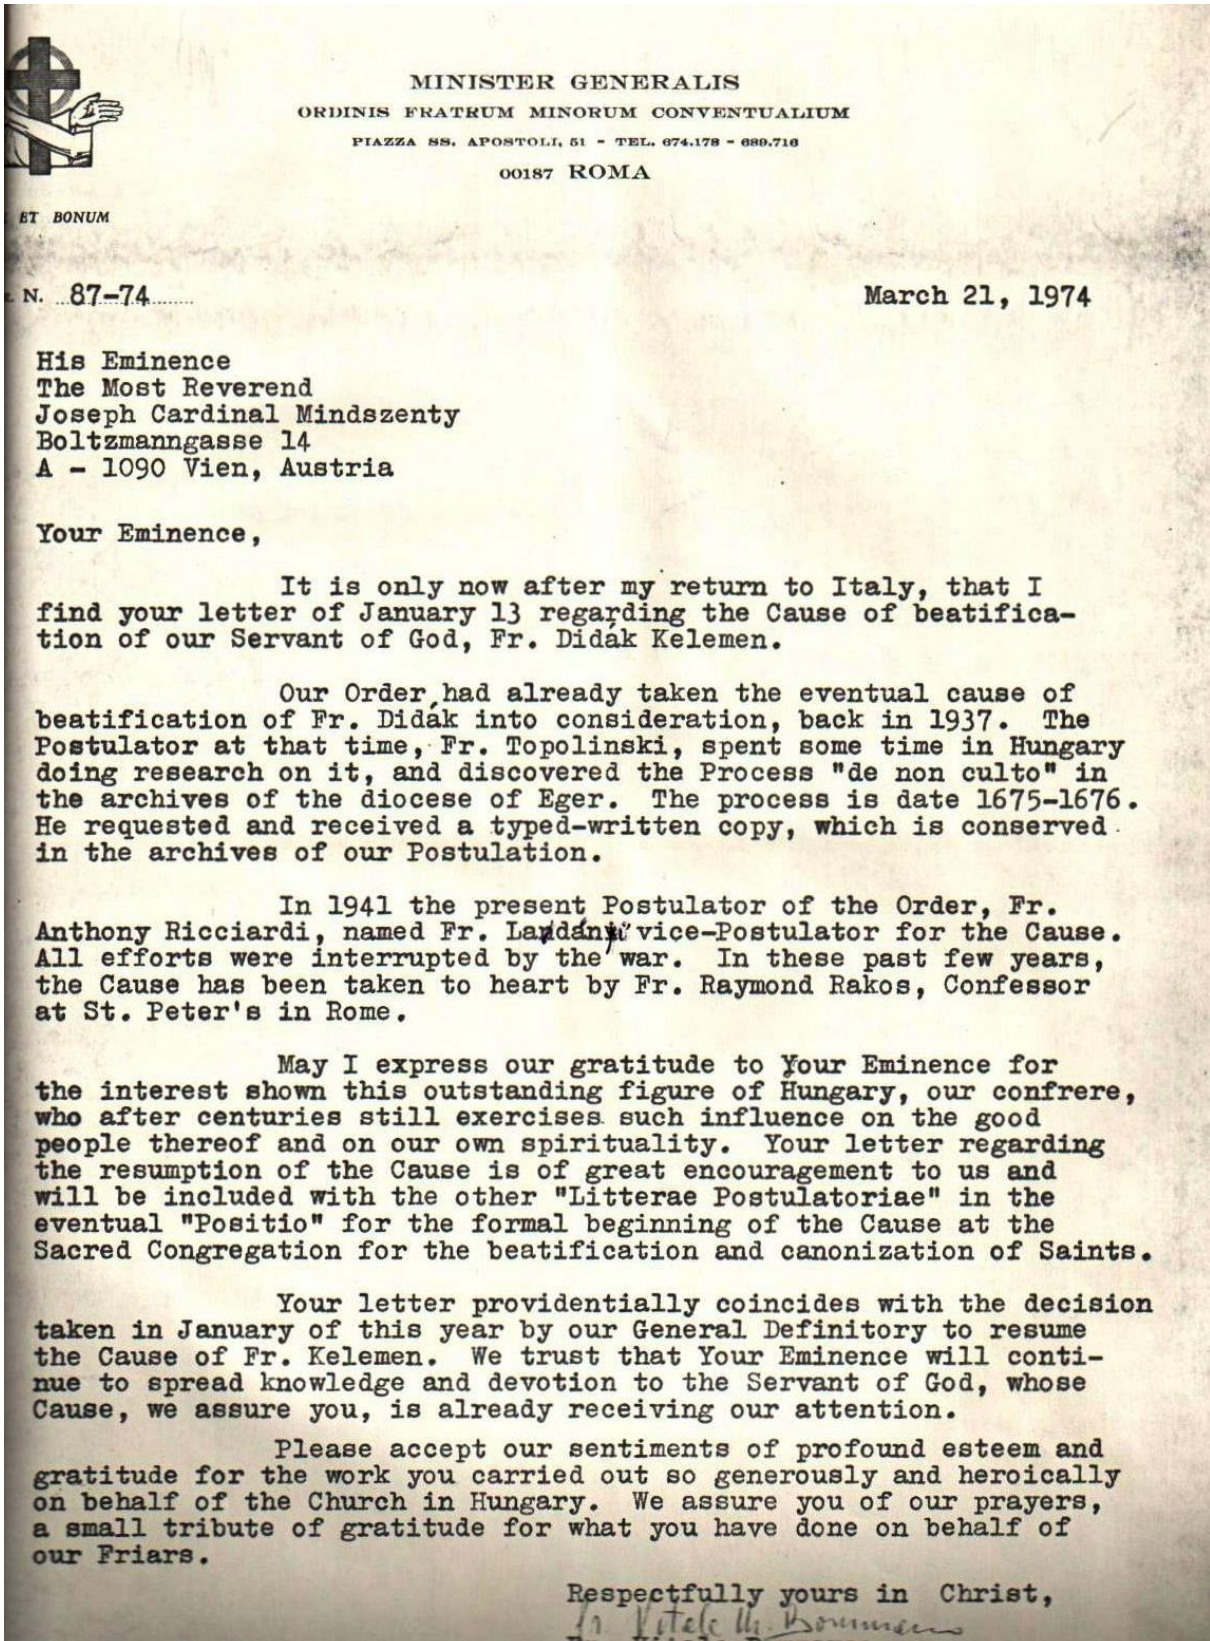 MINISTER GENERALIS
ORDINIS FRATRUM MINORUM CONVENTUALIUM
PIAZZA SS. APOSTOLI, 51 - TEL. 674.178 - 689.716
00187 ROMA
ET BONUM
N. 87-74
March 21, 1974
His Eminence
The Most Reverend
Joseph Cardinal Mindszenty
Boltzmanngasse 14
A - 1090 Vien, Austria
Your Eminence,
It is only now after my return to Italy, that I
find your letter of January 13 regarding the Cause of beatifica-
tion of our Servant of God, Fr. Didák Kelemen.
Our Order had already taken the eventual cause of
beatification of Fr. Didák into consideration, back in 1937. The
Postulator at that time, Fr. Topolinski, spent some time in Hungary
doing research on it, and discovered the Process "de non culto" in
the archives of the diocese of Eger. The process is date 1675-1676.
He requested and received a typed-written copy, which is conserved
in the archives of our Postulation.
In 1941 the present Postulator of the Order, Fr.
Anthony Ricciardi, named Fr. vice-Postulator for the Cause.
All efforts were interrupted by the war. In these past few years,
the Cause has been taken to heart by Fr. Raymond Rakos, Confessor
at St. Peter's in Rome.
May I express our gratitude to Your Eminence for
the interest shown this outstanding figure of Hungary, our confrere,
who after centuries still exercises such influence on the good
people thereof and on our own spirituality. Your letter regarding
the resumption of the Cause is of great encouragement to us and
will be included with the other "Litterae Postulatoriae" in the
eventual "Positio" for the formal beginning of the Cause at the
Sacred Congregation for the beatification and canonization of Saints.
Your letter providentially coincides with the decision
taken in January of this year by our General Definitory to resume
the Cause of Fr. Kelemen. We trust that Your Eminence will conti-
nue to spread knowledge and devotion to the Servant of God, whose
Cause, we assure you, is already receiving our attention.
Please accept our sentiments of profound esteem and
gratitude for the work you carried out so generously and heroically
on behalf of the Church in Hungary. We assure you of our prayers,
a small tribute of gratitude for what you have done on behalf of
our Friars.
Respectfully yours in Christ,
Fr. Vitale M.